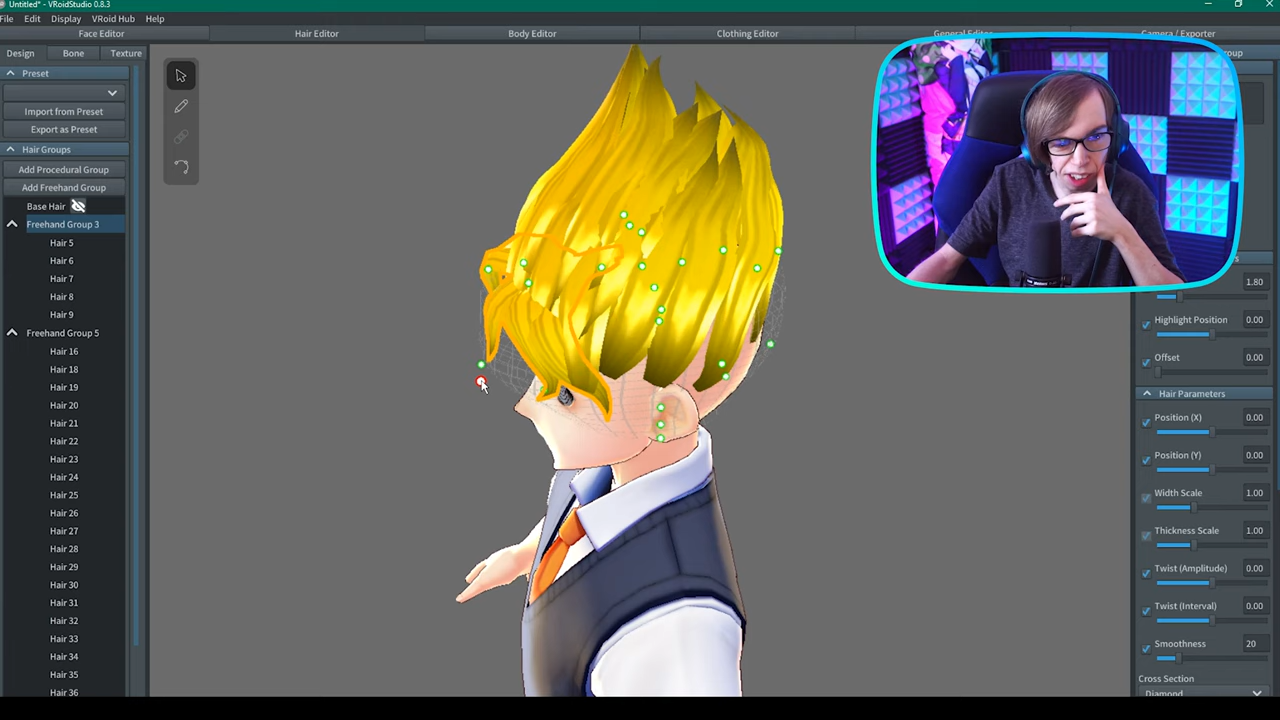 Untitled* - VRoidStudio 0.8.3
File Edit Display VRoid Hub Help
Face Editor Hair Editor Body Editor Clothing Editor General Editor Camera / Exporter
Design Bone Texture
Preset
Import from Preset
Export as Preset
Hair Groups
Add Procedural Group
Add Freehand Group
Base Hair
Freehand Group 3
Hair 5
Hair 6
Hair 7
Hair 8
Hair 9
Freehand Group 5
Hair 16
Hair 18
Hair 19
Hair 20
Hair 21
Hair 22
Hair 23
Hair 24
Hair 25
Hair 26
Hair 27
Hair 28
Hair 29
Hair 30
Hair 31
Hair 32
Hair 33
Hair 34
Hair 35
Hair 36
1.80
Highlight Position 0.00
Offset 0.00
Hair Parameters
Position (X) 0.00
Position (Y) 0.00
Width Scale 1.00
Thickness Scale 1.00
Twist (Amplitude) 0.00
Twist (Interval) 0.00
Smoothness 20
Cross Section
Diamond